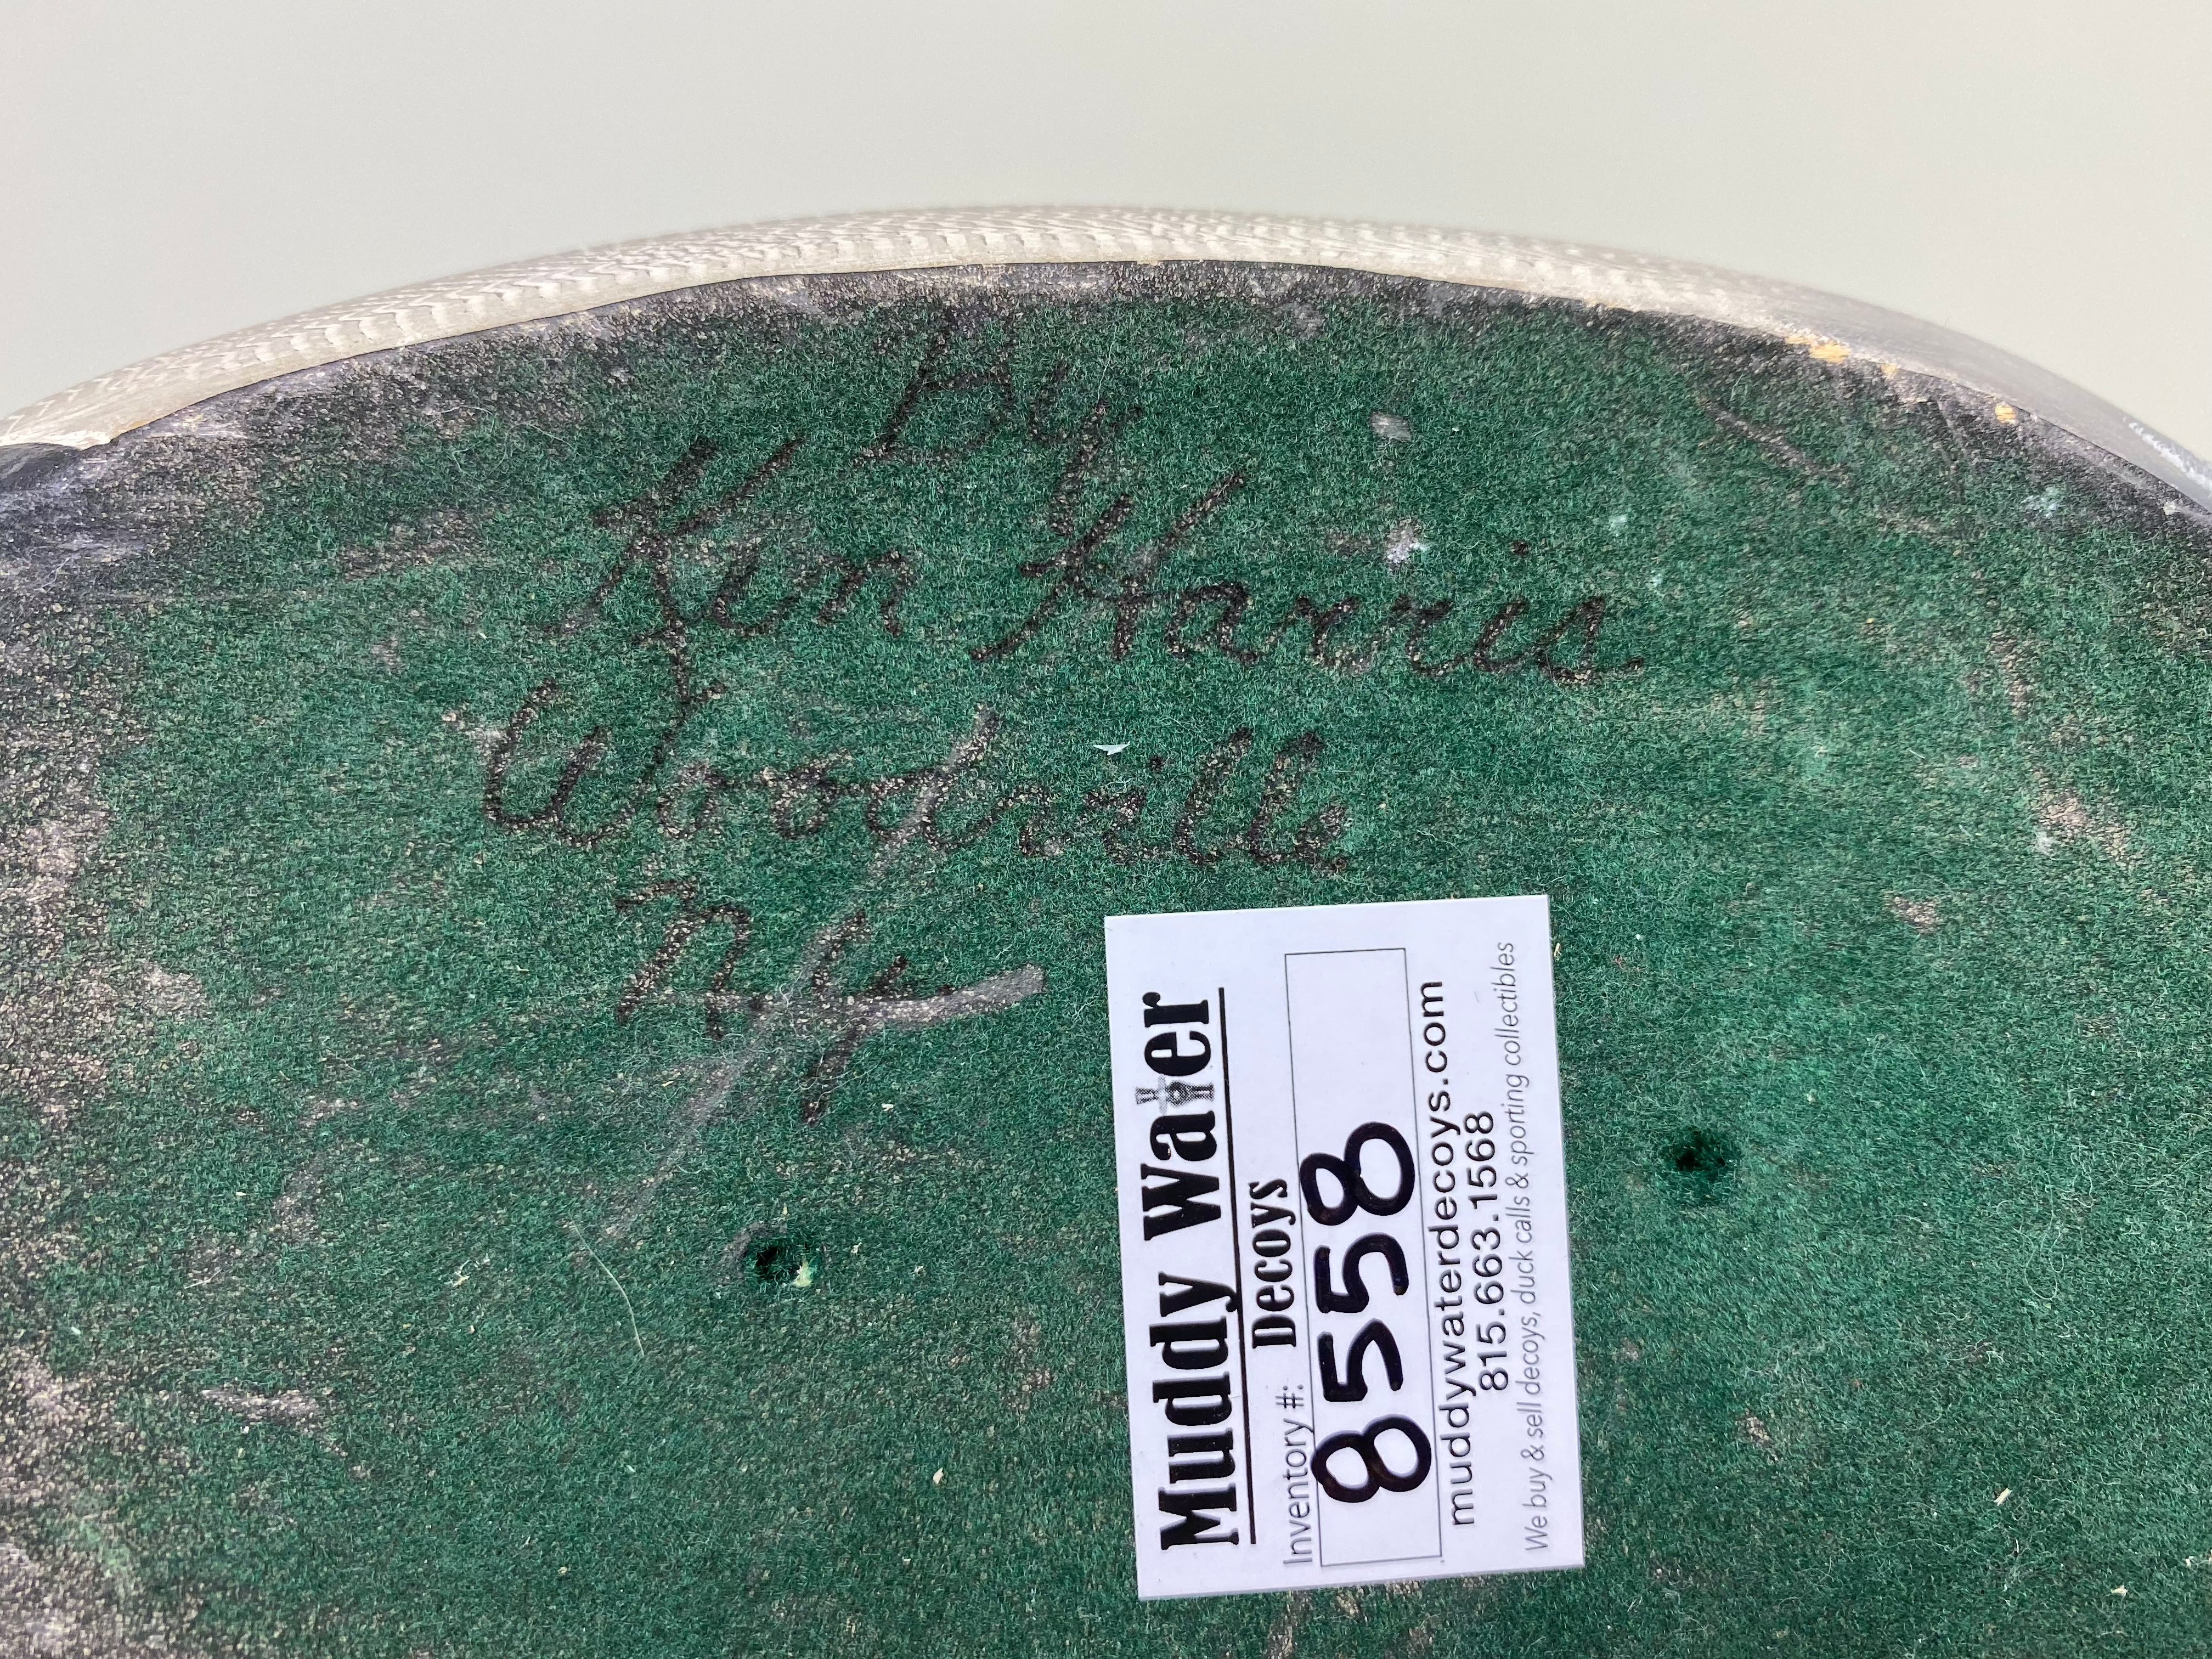 By
Ken Harris
Woodville
N.Y.
Muddy Water
Decoys
Inventory #:
8558
muddywaterdecoys.com
815.663.1568
We buy & sell decoys, duck calls & sporting collectibles